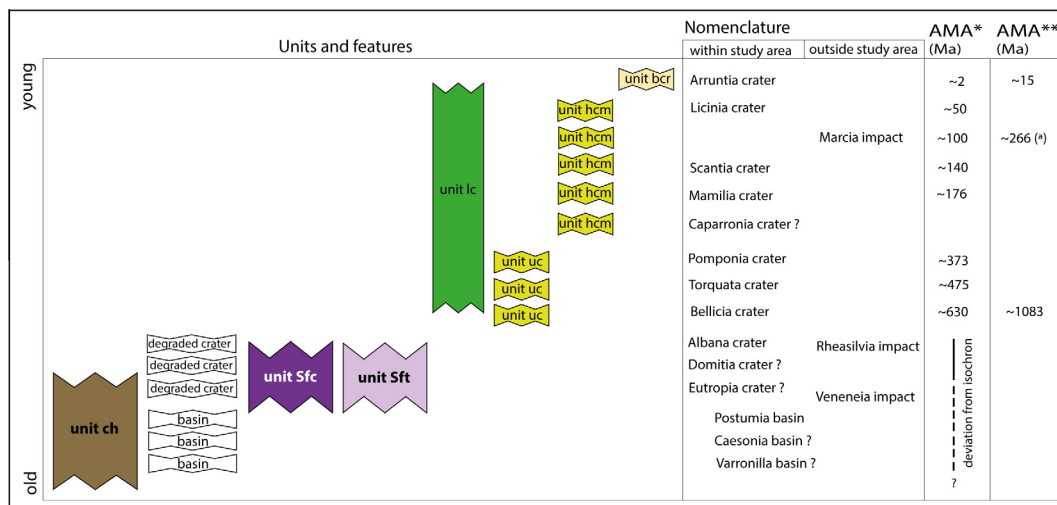 Nomenclature AMA* AMA**
Units and features within study area outside study area (Ma) (Ma)
young
unit bcr Arruntia crater ~2 ~15
unit hcm Licinia crater ~50
unit hcm Marcia impact ~100 ~266 (a)
unit hcm Scantia crater ~140
unit lc unit hcm Mamilia crater ~176
unit hcm Caparronia crater ?
unit uc Pomponia crater ~373
unit uc Torquata crater ~475
unit uc Bellicia crater ~630 ~1083
degraded crater Albana crater Rheasilvia impact
degraded crater unit Sfc unit Sft Domitia crater ?
degraded crater Eutropia crater ? Veneneia impact
deviation from isochron
unit ch basin Postumia basin
basin Caesonia basin ?
basin Varronilla basin ?
old ?